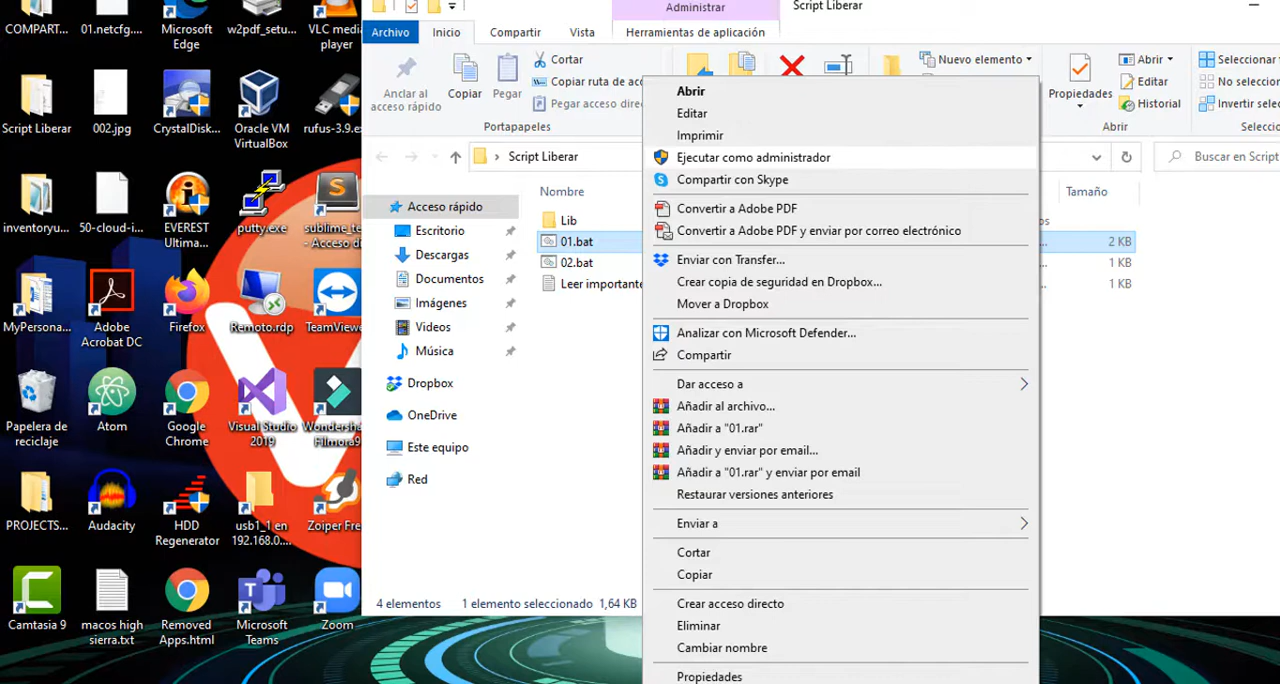 COMPART...
01.netcfg....
Microsoft
Edge
w2pdf_setu...
VLC media
player
Script Liberar
002.jpg
CrystalDisk...
Oracle VM
VirtualBox
rufus-3.9.ex
inventoryu...
50-cloud-i...
EVEREST
Ultima...
putty.exe
sublime_te
- Acceso di
MyPersona...
Adobe
Acrobat DC
Firefox
Remoto.rdp
TeamViewe
Papelera de
reciclaje
Atom
Google
Chrome
Visual Studio
2019
Wondersha
Filmora9
PROJECTS...
Audacity
HDD
Regenerator
usb1_1 en
192.168.0....
Zoiper Fre
Camtasia 9
macos high
sierra.txt
Removed
Apps.html
Microsoft
Teams
Zoom
Administrar
Script Liberar
Archivo
Inicio
Compartir
Vista
Herramientas de aplicación
Anclar al
acceso rápido
Copiar
Pegar
Cortar
Copiar ruta de acc
Pegar acceso direc
Portapapeles
Nuevo elemento
Propiedades
Abrir
Editar
Historial
Abrir
Seleccionar
No seleccio
Invertir selec
Selecci
Script Liberar
Buscar en Script
Acceso rápido
Escritorio
Descargas
Documentos
Imágenes
Videos
Música
Dropbox
OneDrive
Este equipo
Red
Nombre
Tamaño
Lib
01.bat
2 KB
02.bat
1 KB
Leer importante
1 KB
4 elementos
1 elemento seleccionado 1,64 KB
Abrir
Editar
Imprimir
Ejecutar como administrador
Compartir con Skype
Convertir a Adobe PDF
Convertir a Adobe PDF y enviar por correo electrónico
Enviar con Transfer...
Crear copia de seguridad en Dropbox...
Mover a Dropbox
Analizar con Microsoft Defender...
Compartir
Dar acceso a
Añadir al archivo...
Añadir a "01.rar"
Añadir y enviar por email...
Añadir a "01.rar" y enviar por email
Restaurar versiones anteriores
Enviar a
Cortar
Copiar
Crear acceso directo
Eliminar
Cambiar nombre
Propiedades